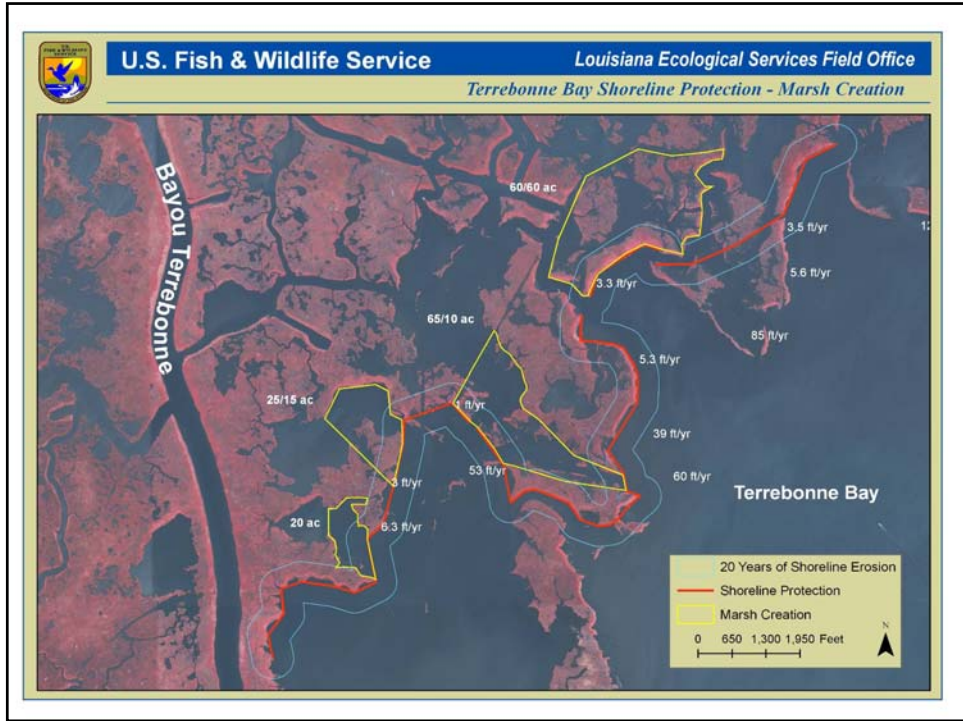 U.S.
FISH & WILDLIFE
SERVICE
U.S. Fish & Wildlife Service
Louisiana Ecological Services Field Office
Terrebonne Bay Shoreline Protection - Marsh Creation
Bayou Terrebonne
60/60 ac
3.5 ft/yr
12
5.6 ft/yr
3.3 ft/yr
65/10 ac
85 ft/yr
5.3 ft/yr
25/15 ac
1 ft/yr
39 ft/yr
53 ft/yr
60 ft/yr
3 ft/yr
Terrebonne Bay
20 ac
6.3 ft/yr
20 Years of Shoreline Erosion
Shoreline Protection
Marsh Creation
N
0 650 1,300 1,950 Feet